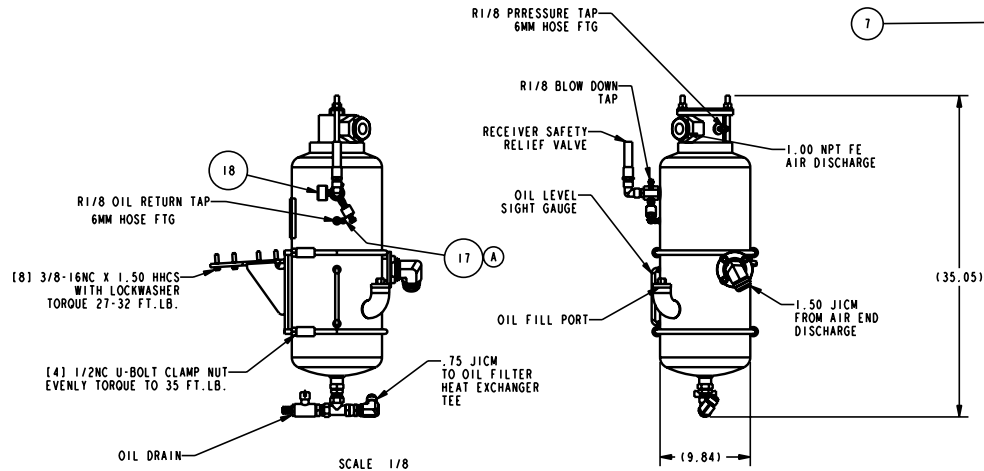 R1/8 PRRESSURE TAP
6MM HOSE FTG
7
R1/8 BLOW DOWN
TAP
RECEIVER SAFETY
RELIEF VALVE
1.00 NPT FE
AIR DISCHARGE
18
R1/8 OIL RETURN TAP
6MM HOSE FTG
OIL LEVEL
SIGHT GAUGE
17 A
[8] 3/8-16NC X 1.50 HHCS
WITH LOCKWASHER
TORQUE 27-32 FT.LB.
(35.05)
OIL FILL PORT
1.50 JICM
FROM AIR END
DISCHARGE
[4] 1/2NC U-BOLT CLAMP NUT
EVENLY TORQUE TO 35 FT.LB.
.75 JICM
TO OIL FILTER
HEAT EXCHANGER
TEE
OIL DRAIN
SCALE 1/8
(9.84)